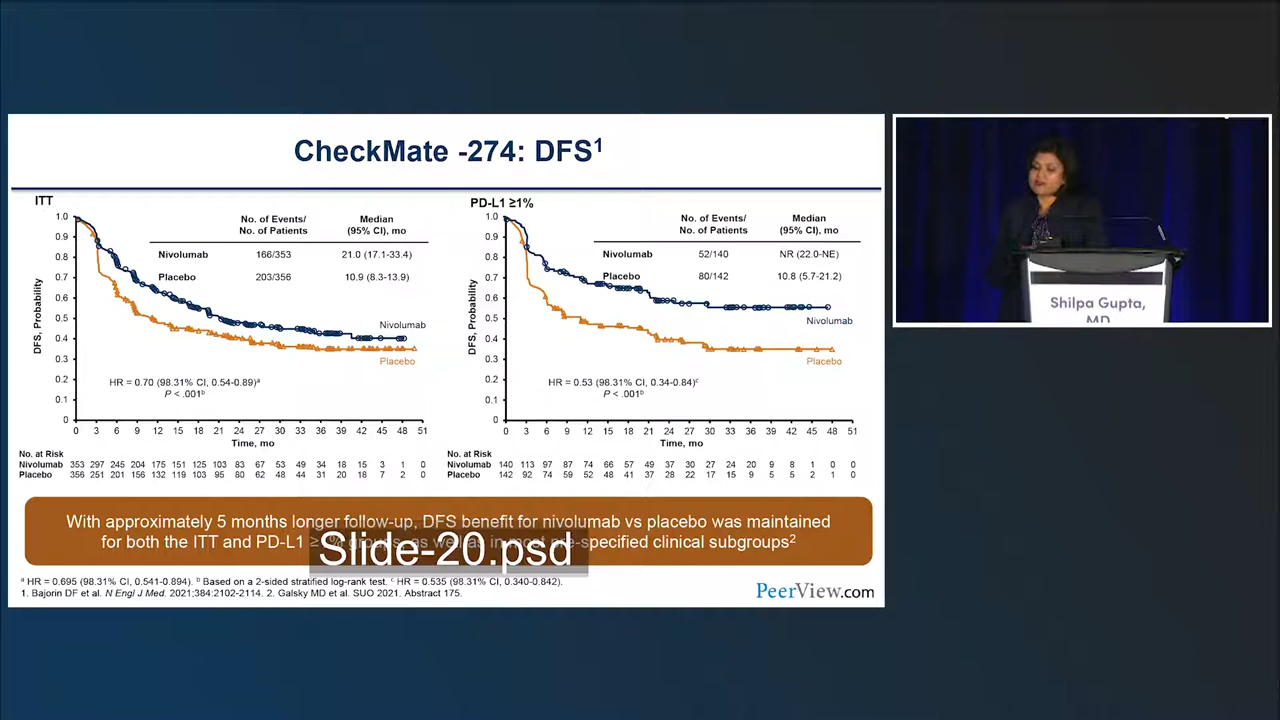 CheckMate -274: DFS¹
ITT
No. of Events/
No. of Patients
Median
(95% CI), mo
Nivolumab 166/353 21.0 (17.1-33.4)
Placebo 203/356 10.9 (8.3-13.9)
DFS, Probability
1.0
0.9
0.8
0.7
0.6
0.5
0.4
0.3
0.2
0.1
0
Nivolumab
Placebo
HR = 0.70 (98.31% CI, 0.54-0.89)ᵃ
P < .001ᵇ
0 3 6 9 12 15 18 21 24 27 30 33 36 39 42 45 48 51
Time, mo
No. at Risk
Nivolumab 353 297 245 204 175 151 125 103 83 67 53 49 34 18 15 3 1 0
Placebo 356 251 201 156 132 119 103 95 80 62 48 44 31 20 18 7 2 0
PD-L1 ≥1%
No. of Events/
No. of Patients
Median
(95% CI), mo
Nivolumab 52/140 NR (22.0-NE)
Placebo 80/142 10.8 (5.7-21.2)
DFS, Probability
1.0
0.9
0.8
0.7
0.6
0.5
0.4
0.3
0.2
0.1
0
Nivolumab
Placebo
HR = 0.53 (98.31% CI, 0.34-0.84)ᶜ
P < .001ᵇ
0 3 6 9 12 15 18 21 24 27 30 33 36 39 42 45 48 51
Time, mo
No. at Risk
Nivolumab 140 113 97 87 74 66 57 49 37 30 27 24 20 9 8 1 0 0
Placebo 142 92 74 59 52 48 41 37 28 22 17 15 9 5 5 2 1 0
With approximately 5 months longer follow-up, DFS benefit for nivolumab vs placebo was maintained
for both the ITT and PD-L1 ≥1% groups, as well as in most pre-specified clinical subgroups²
Slide-20.psd
ᵃ HR = 0.695 (98.31% CI, 0.541-0.894). ᵇ Based on a 2-sided stratified log-rank test. ᶜ HR = 0.535 (98.31% CI, 0.340-0.842).
1. Bajorin DF et al. N Engl J Med. 2021;384:2102-2114. 2. Galsky MD et al. SUO 2021. Abstract 175.
PeerView.com
Shilpa Gupta,
MD